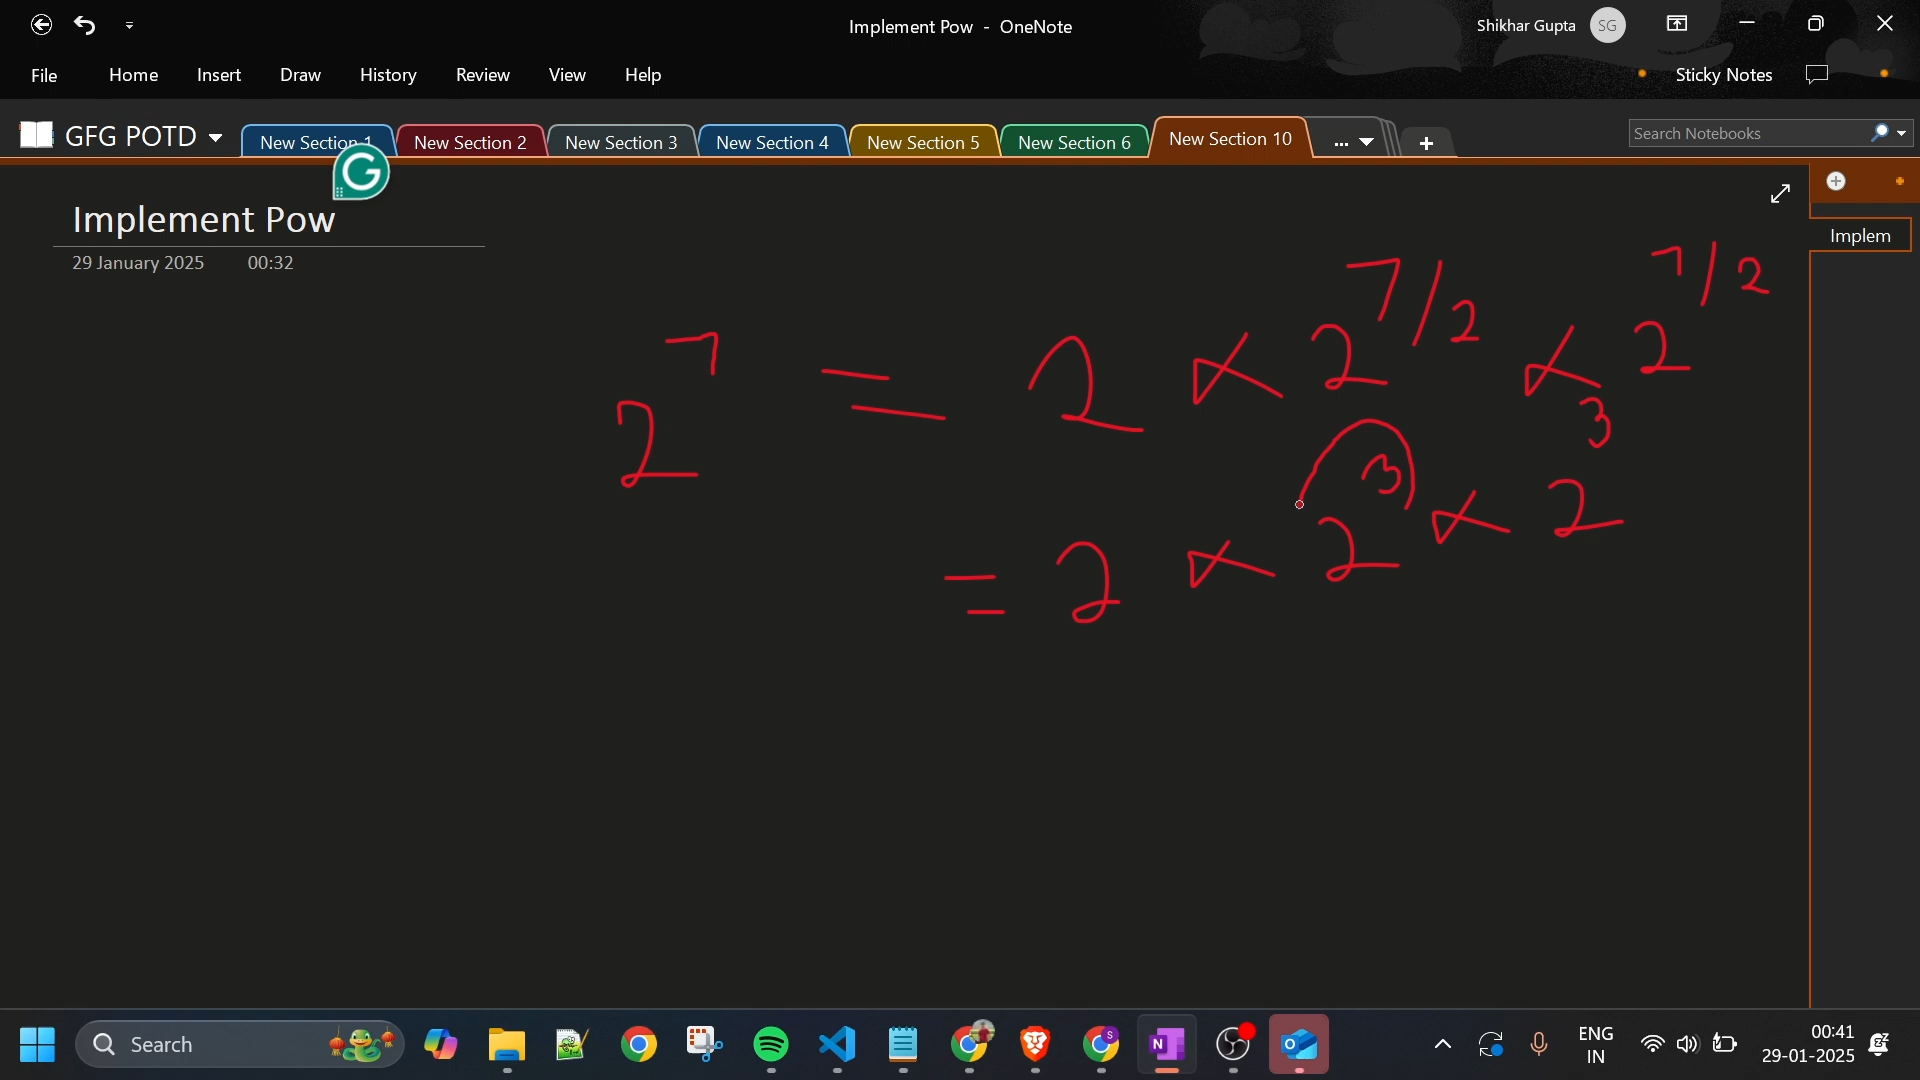 Implement Pow - OneNote
Shikhar Gupta SG
File Home Insert Draw History Review View Help
Sticky Notes
GFG POTD New Section 1 New Section 2 New Section 3 New Section 4 New Section 5 New Section 6 New Section 10 ... +
Search Notebooks
Implement Pow
Implem
29 January 2025 00:32
2^7 = 2 × 2^7/2 × 2^7/2
= 2 × 2^3 × 2^3
Search
ENG
IN
00:41
29-01-2025